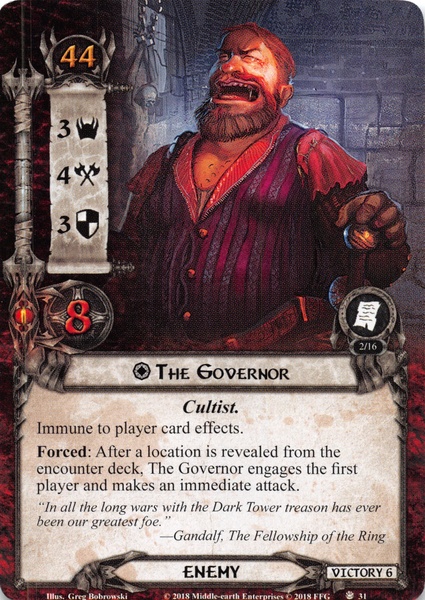 44
3
4
3
8
2/16
The Governor
Cultist.
Immune to player card effects.
Forced: After a location is revealed from the
encounter deck, The Governor engages the first
player and makes an immediate attack.
“In all the long wars with the Dark Tower treason has ever
been our greatest foe.”
—Gandalf, The Fellowship of the Ring
ENEMY
VICTORY 6
Illus. Greg Bobrowski
© 2018 Middle-earth Enterprises © 2018 FFG
31